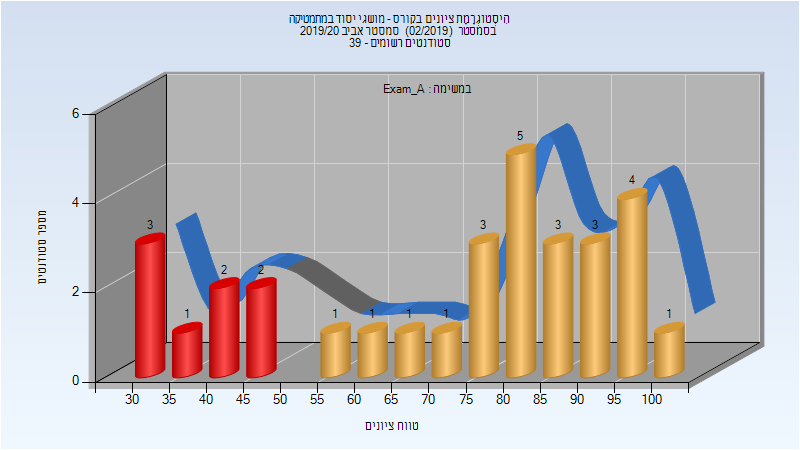 היסטוגרמת ציונים בקורס - מושגי יסוד במתמטיקה
בסמסטר (02/2019) סמסטר אביב 2019/20
סטודנטים רשומים - 39
במשימה : Exam_A
מספר סטודנטים
6
4
2
0
3
1
2
2
1
1
1
1
3
5
3
3
4
1
30 35 40 45 50 55 60 65 70 75 80 85 90 95 100
טווח ציונים